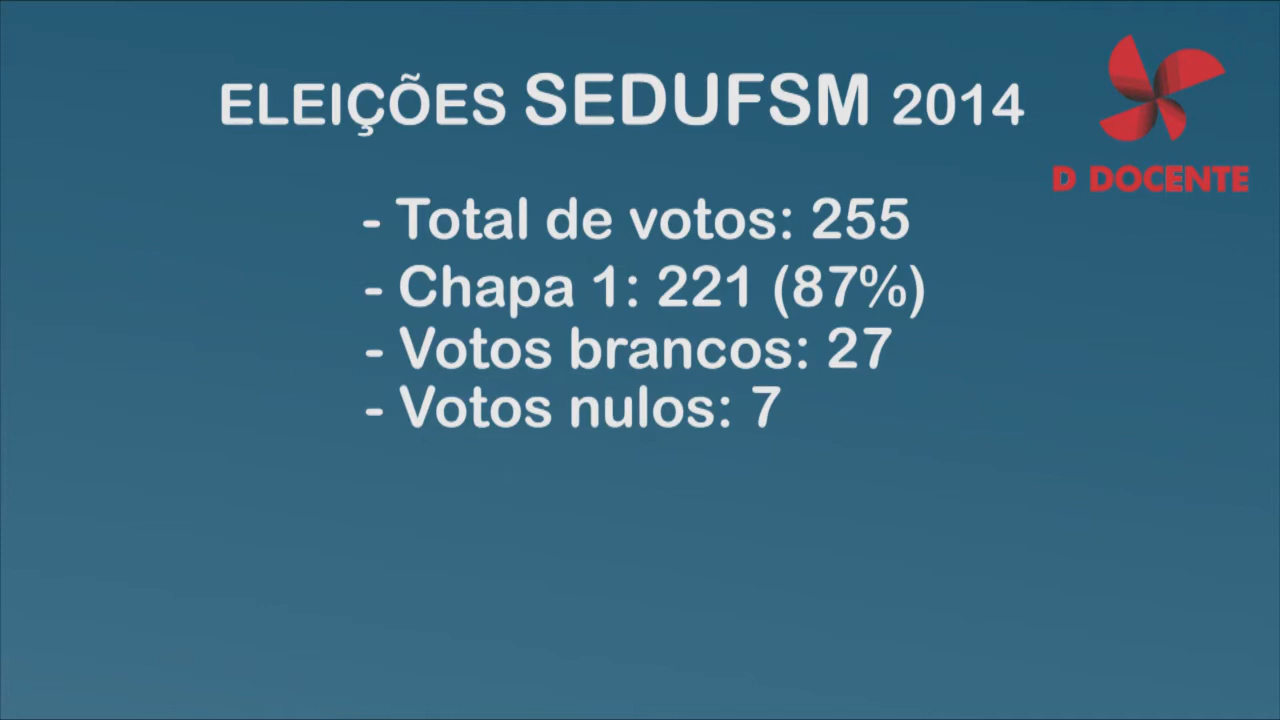 ELEIÇÕES SEDUFSM 2014
D DOCENTE
- Total de votos: 255
- Chapa 1: 221 (87%)
- Votos brancos: 27
- Votos nulos: 7